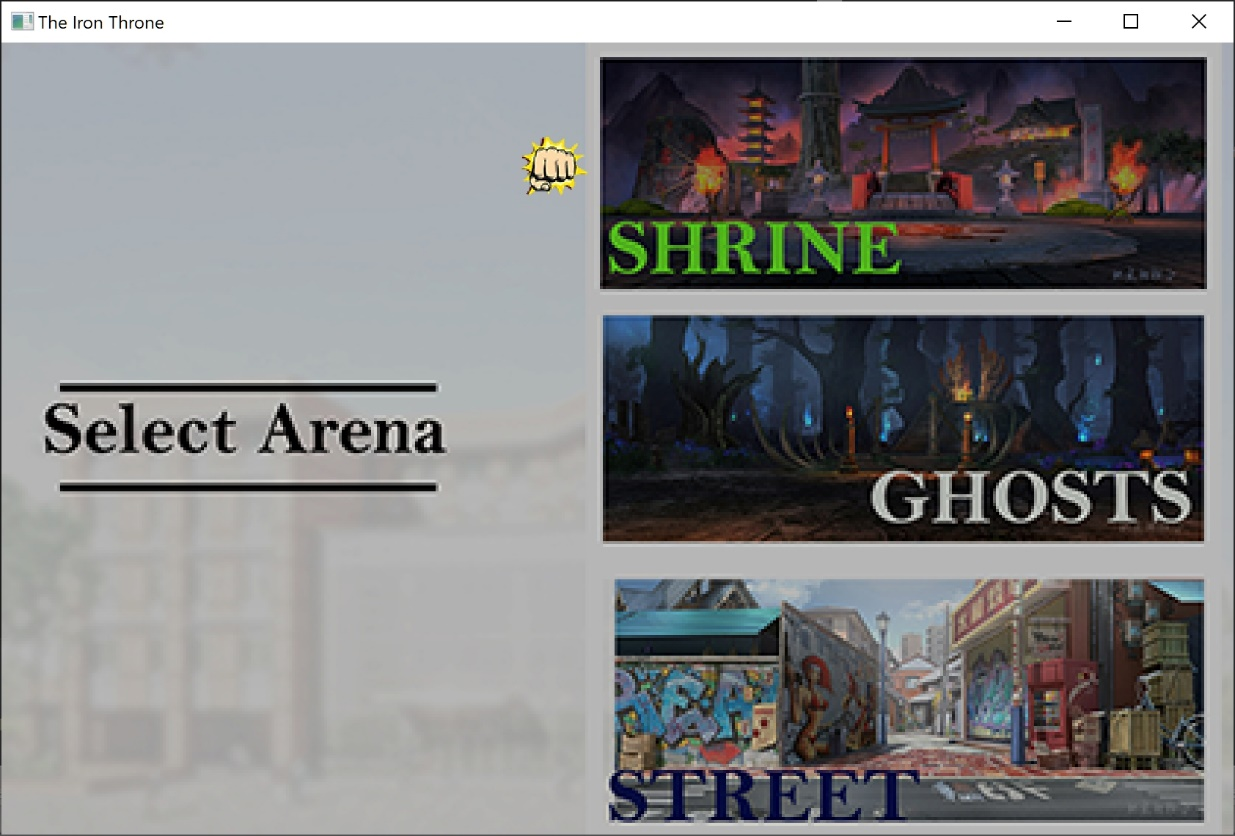 The Iron Throne
Select Arena
SHRINE
GHOSTS
STREET